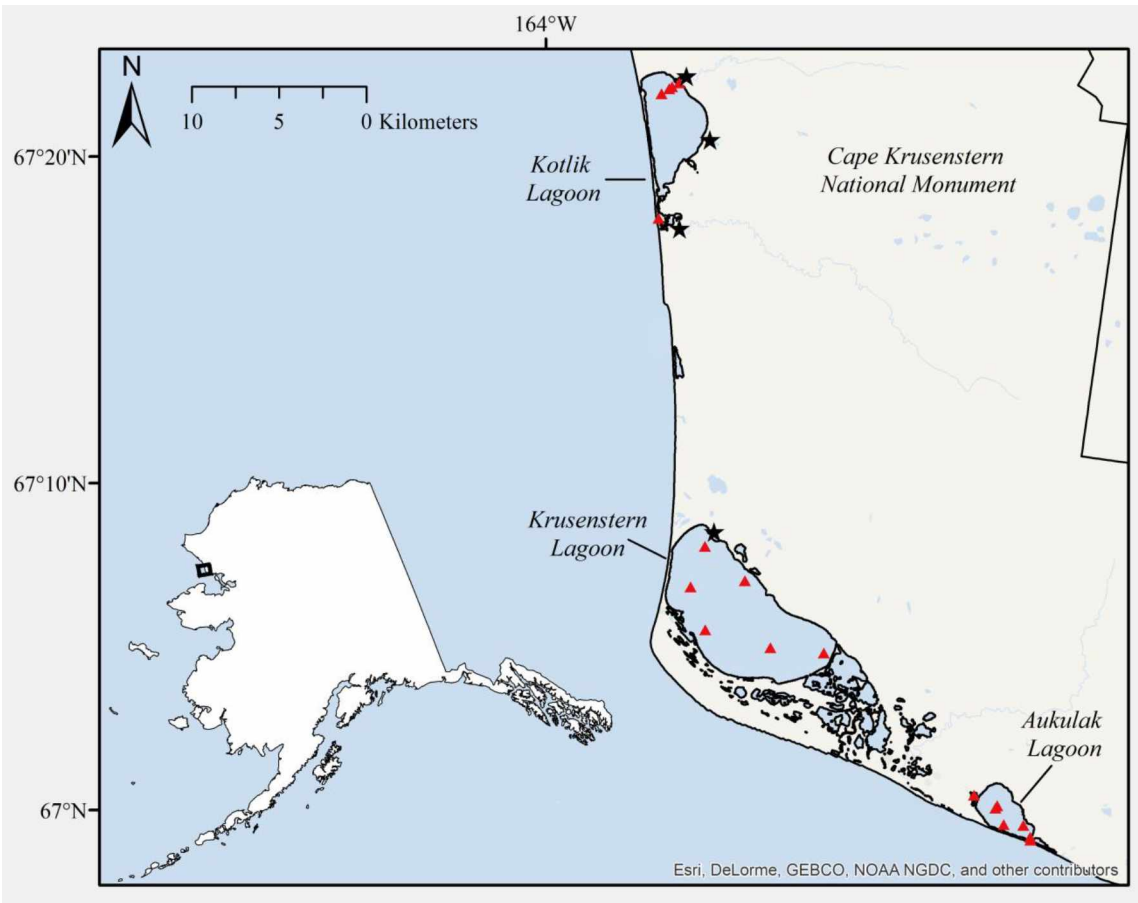 164°W
N
10 5 0 Kilometers
67°20'N
Kotlik
Lagoon
Cape Krusenstern
National Monument
67°10'N
Krusenstern
Lagoon
Aukulak
Lagoon
67°N
Esri, DeLorme, GEBCO, NOAA NGDC, and other contributors